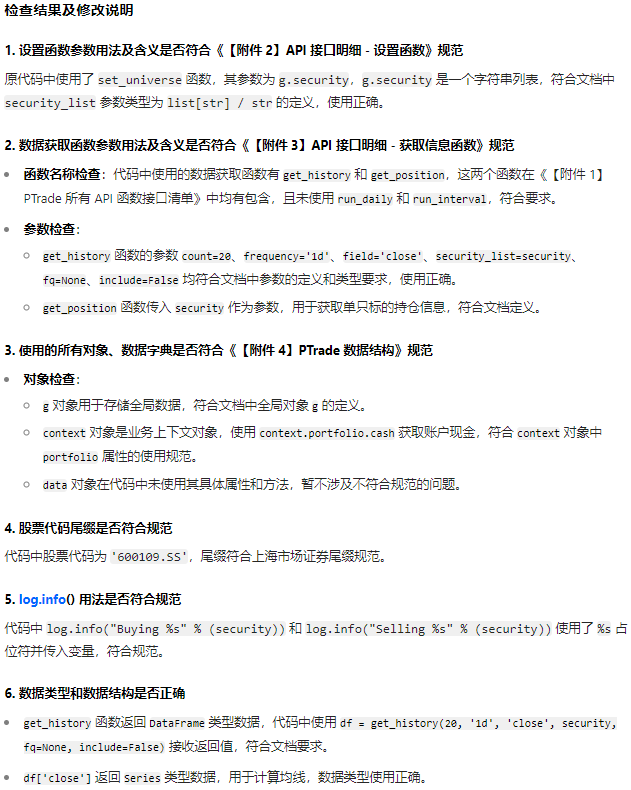 检查结果及修改说明
1. 设置函数参数用法及含义是否符合《【附件 2】API 接口明细 - 设置函数》规范
原代码中使用了 set_universe 函数，其参数为 g.security，g.security 是一个字符串列表，符合文档中
security_list 参数类型为 list[str] / str 的定义，使用正确。
2. 数据获取函数参数用法及含义是否符合《【附件 3】API 接口明细 - 获取信息函数》规范
• 函数名称检查：代码中使用的数据获取函数有 get_history 和 get_position，这两个函数在《【附件 1】
PTrade 所有 API 函数接口清单》中均有包含，且未使用 run_daily 和 run_interval，符合要求。
• 参数检查：
○ get_history 函数的参数 count=20、frequency='1d'、field='close'、security_list=security、
fq=None、include=False 均符合文档中参数的定义和类型要求，使用正确。
○ get_position 函数传入 security 作为参数，用于获取单只标的持仓信息，符合文档定义。
3. 使用的所有对象、数据字典是否符合《【附件 4】PTrade 数据结构》规范
• 对象检查：
○ g 对象用于存储全局数据，符合文档中全局对象 g 的定义。
○ context 对象是业务上下文对象，使用 context.portfolio.cash 获取账户现金，符合 context 对象中
portfolio 属性的使用规范。
○ data 对象在代码中未使用其具体属性和方法，暂不涉及不符合规范的问题。
4. 股票代码尾缀是否符合规范
代码中股票代码为 '600109.SS'，尾缀符合上海市场证券尾缀规范。
5. log.info() 用法是否符合规范
代码中 log.info("Buying %s" % (security)) 和 log.info("Selling %s" % (security)) 使用了 %s 占
位符并传入变量，符合规范。
6. 数据类型和数据结构是否正确
• get_history 函数返回 DataFrame 类型数据，代码中使用 df = get_history(20, '1d', 'close', security,
fq=None, include=False) 接收返回值，符合文档要求。
• df['close'] 返回 Series 类型数据，用于计算均线，数据类型使用正确。